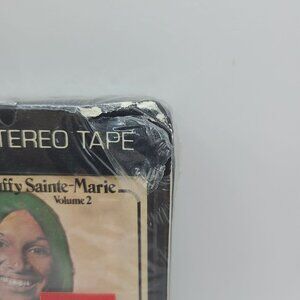 TEREO TAPE
uffy Sainte-Marie
Volume 2